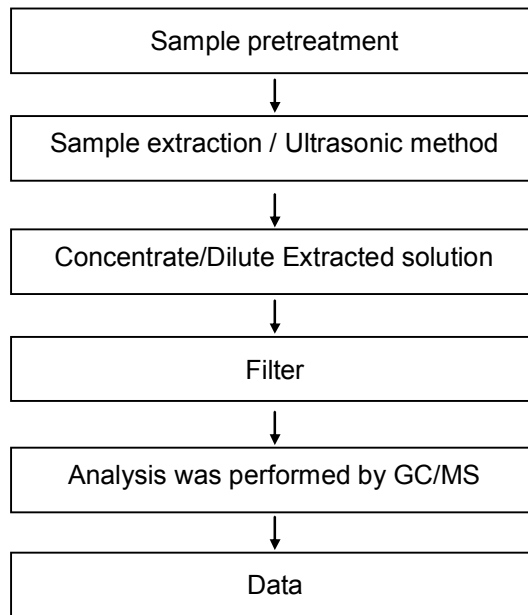 Sample pretreatment
Sample extraction / Ultrasonic method
Concentrate/Dilute Extracted solution
Filter
Analysis was performed by GC/MS
Data